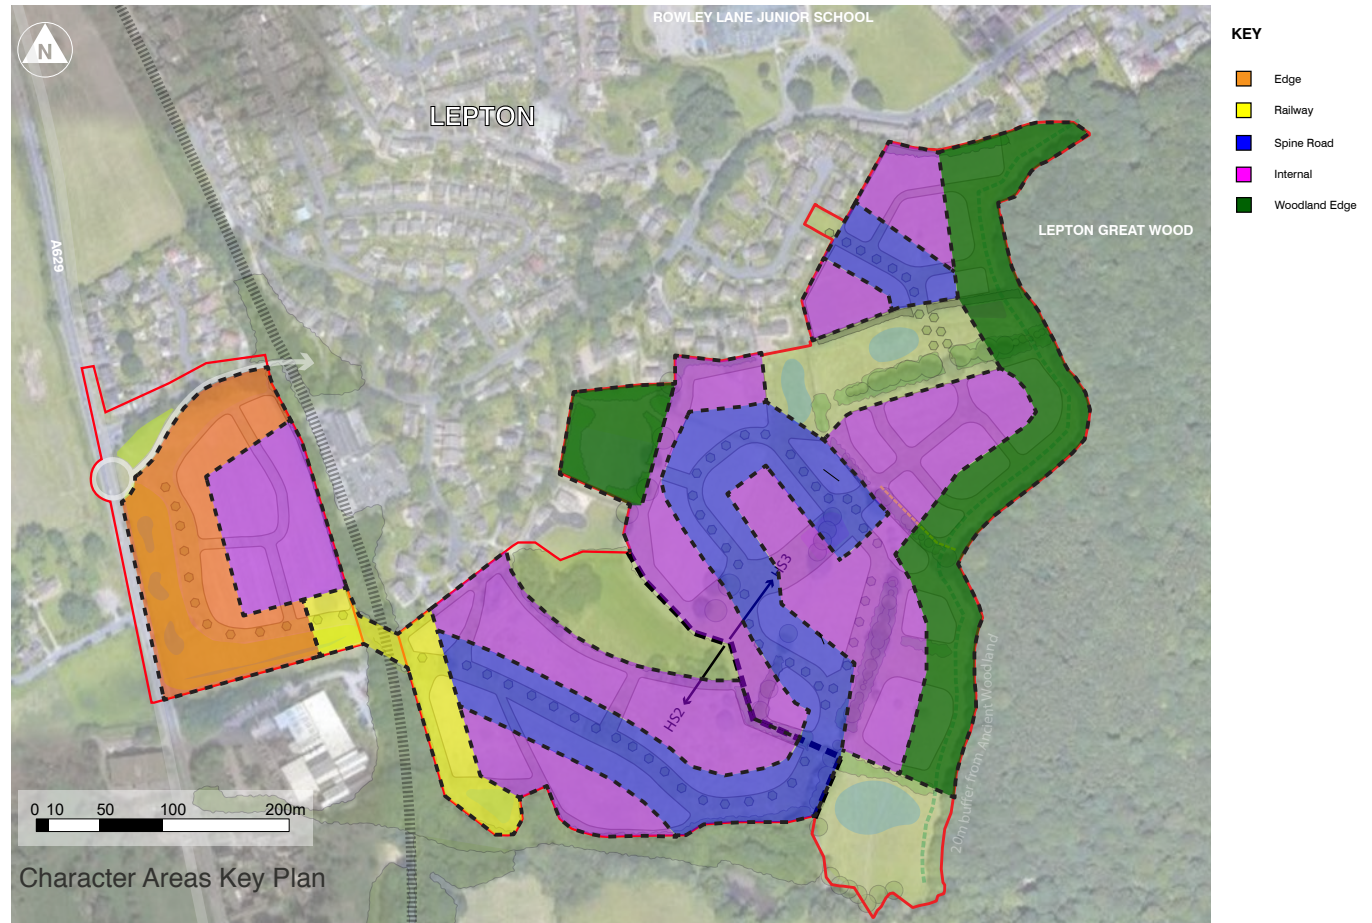 ROWLEY LANE JUNIOR SCHOOL
N
LEPTON
KEY
Edge
Railway
Spine Road
Internal
Woodland Edge
LEPTON GREAT WOOD
A629
HS3
HS2
20m buffer from Ancient Woodland
0 10 50 100 200m
Character Areas Key Plan